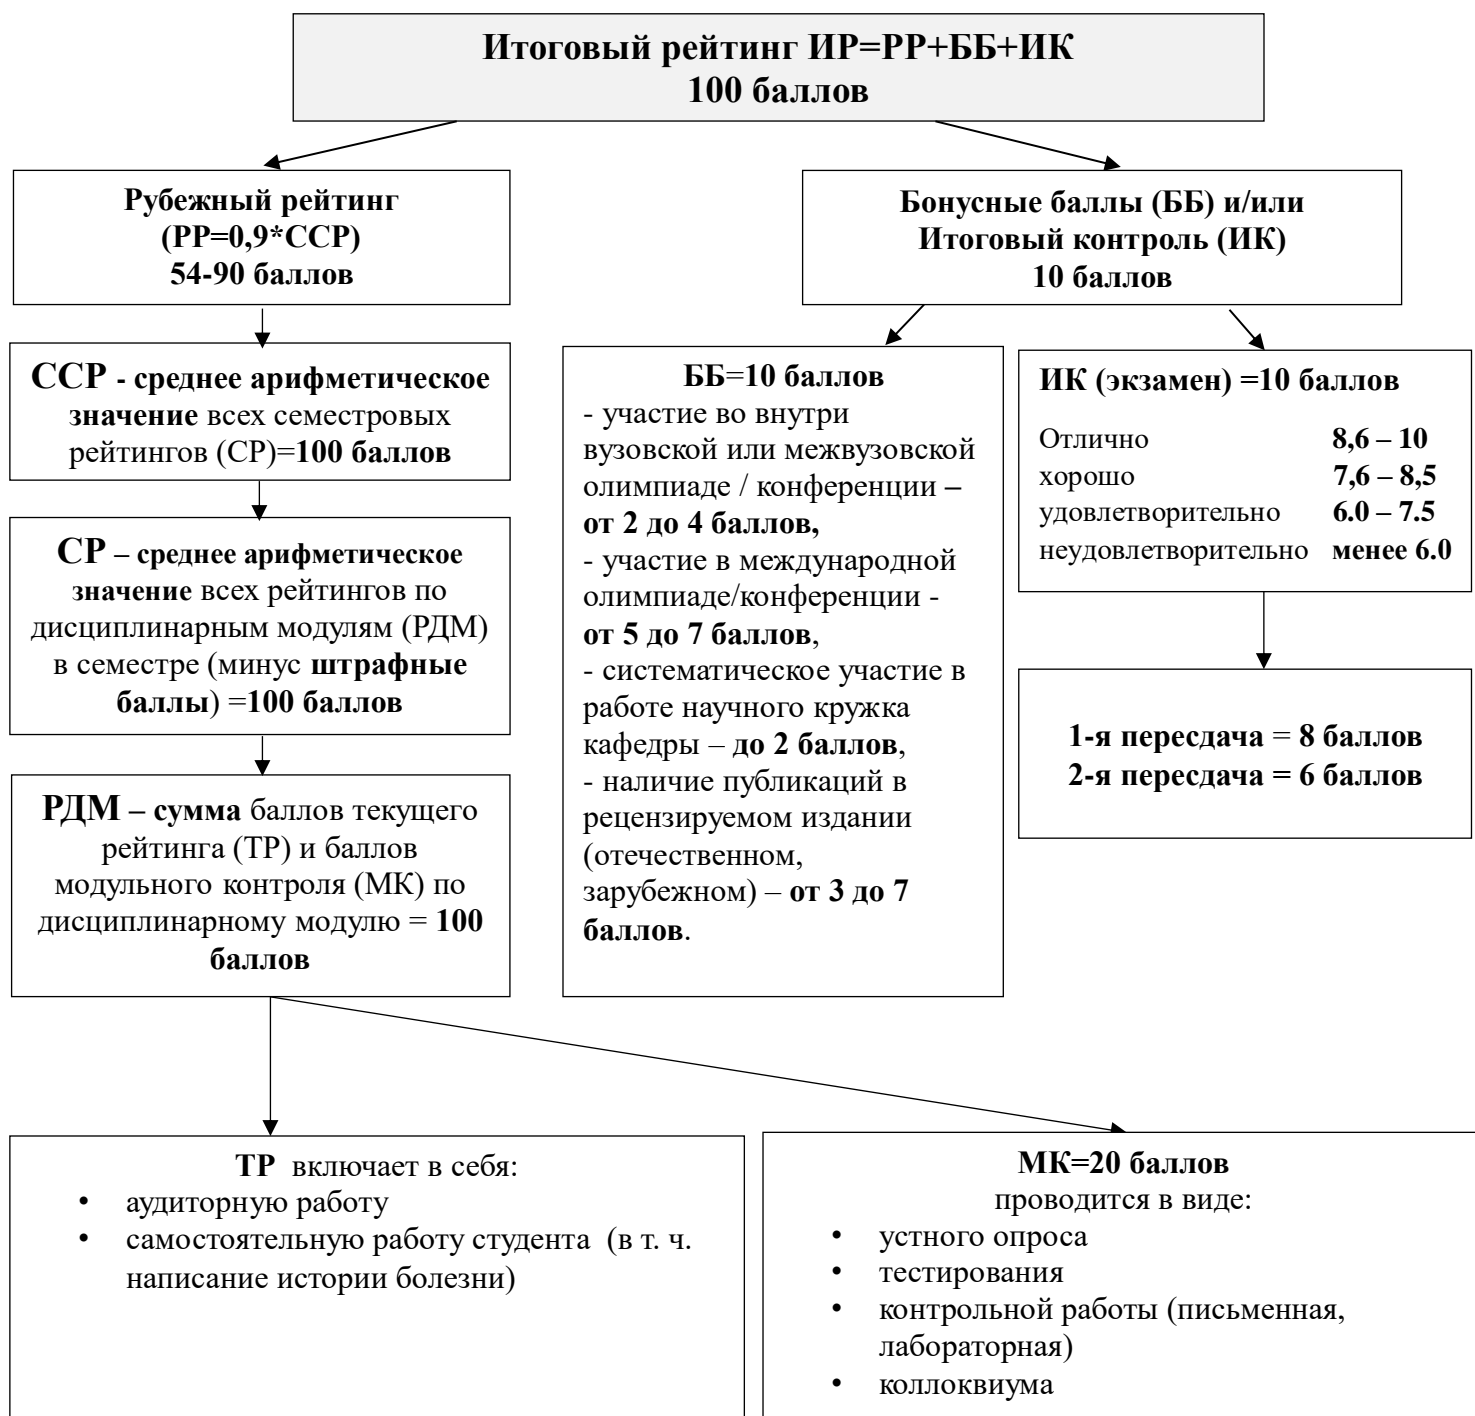 Итоговый рейтинг ИР=РР+ББ+ИК
100 баллов
Рубежный рейтинг
(РР=0,9*ССР)
54-90 баллов
Бонусные баллы (ББ) и/или
Итоговый контроль (ИК)
10 баллов
ССР - среднее арифметическое
значение всех семестровых
рейтингов (СР)=100 баллов
СР – среднее арифметическое
значение всех рейтингов по
дисциплинарным модулям (РДМ)
в семестре (минус штрафные
баллы) =100 баллов
РДМ – сумма баллов текущего
рейтинга (ТР) и баллов
модульного контроля (МК) по
дисциплинарному модулю = 100
баллов
ББ=10 баллов
- участие во внутри
вузовской или межвузовской
олимпиаде / конференции –
от 2 до 4 баллов,
- участие в международной
олимпиаде/конференции -
от 5 до 7 баллов,
- систематическое участие в
работе научного кружка
кафедры – до 2 баллов,
- наличие публикаций в
рецензируемом издании
(отечественном,
зарубежном) – от 3 до 7
баллов.
ИК (экзамен) =10 баллов
Отлично 8,6 – 10
хорошо 7,6 – 8,5
удовлетворительно 6.0 – 7.5
неудовлетворительно менее 6.0
1-я пересдача = 8 баллов
2-я пересдача = 6 баллов
ТР включает в себя:
• аудиторную работу
• самостоятельную работу студента (в т. ч.
написание истории болезни)
МК=20 баллов
проводится в виде:
• устного опроса
• тестирования
• контрольной работы (письменная,
лабораторная)
• коллоквиума